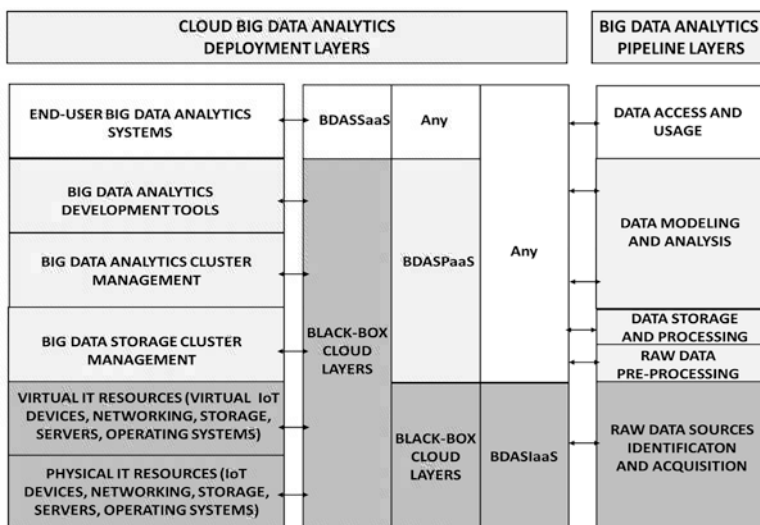 CLOUD BIG DATA ANALYTICS
DEPLOYMENT LAYERS
BIG DATA ANALYTICS
PIPELINE LAYERS
END-USER BIG DATA ANALYTICS
SYSTEMS
BDASSaaS
Any
DATA ACCESS AND
USAGE
BIG DATA ANALYTICS
DEVELOPMENT TOOLS
BIG DATA ANALYTICS CLUSTER
MANAGEMENT
BIG DATA STORAGE CLUSTER
MANAGEMENT
VIRTUAL IT RESOURCES (VIRTUAL IoT
DEVICES, NETWORKING, STORAGE,
SERVERS, OPERATING SYSTEMS)
PHYSICAL IT RESOURCES (IoT
DEVICES, NETWORKING, STORAGE,
SERVERS, OPERATING SYSTEMS)
BLACK-BOX
CLOUD
LAYERS
BDASPaaS
BLACK-BOX
CLOUD
LAYERS
Any
BDASIaaS
DATA MODELING
AND ANALYSIS
DATA STORAGE
AND PROCESSING
RAW DATA
PRE-PROCESSING
RAW DATA SOURCES
IDENTIFICATON
AND ACQUISITION